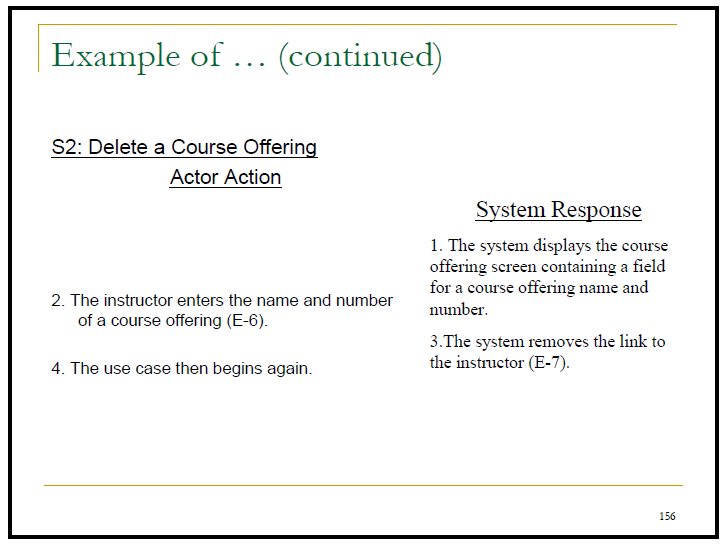 Example of … (continued)
S2: Delete a Course Offering
Actor Action
System Response
1. The system displays the course
offering screen containing a field
for a course offering name and
number.
2. The instructor enters the name and number
of a course offering (E-6).
3.The system removes the link to
the instructor (E-7).
4. The use case then begins again.
156